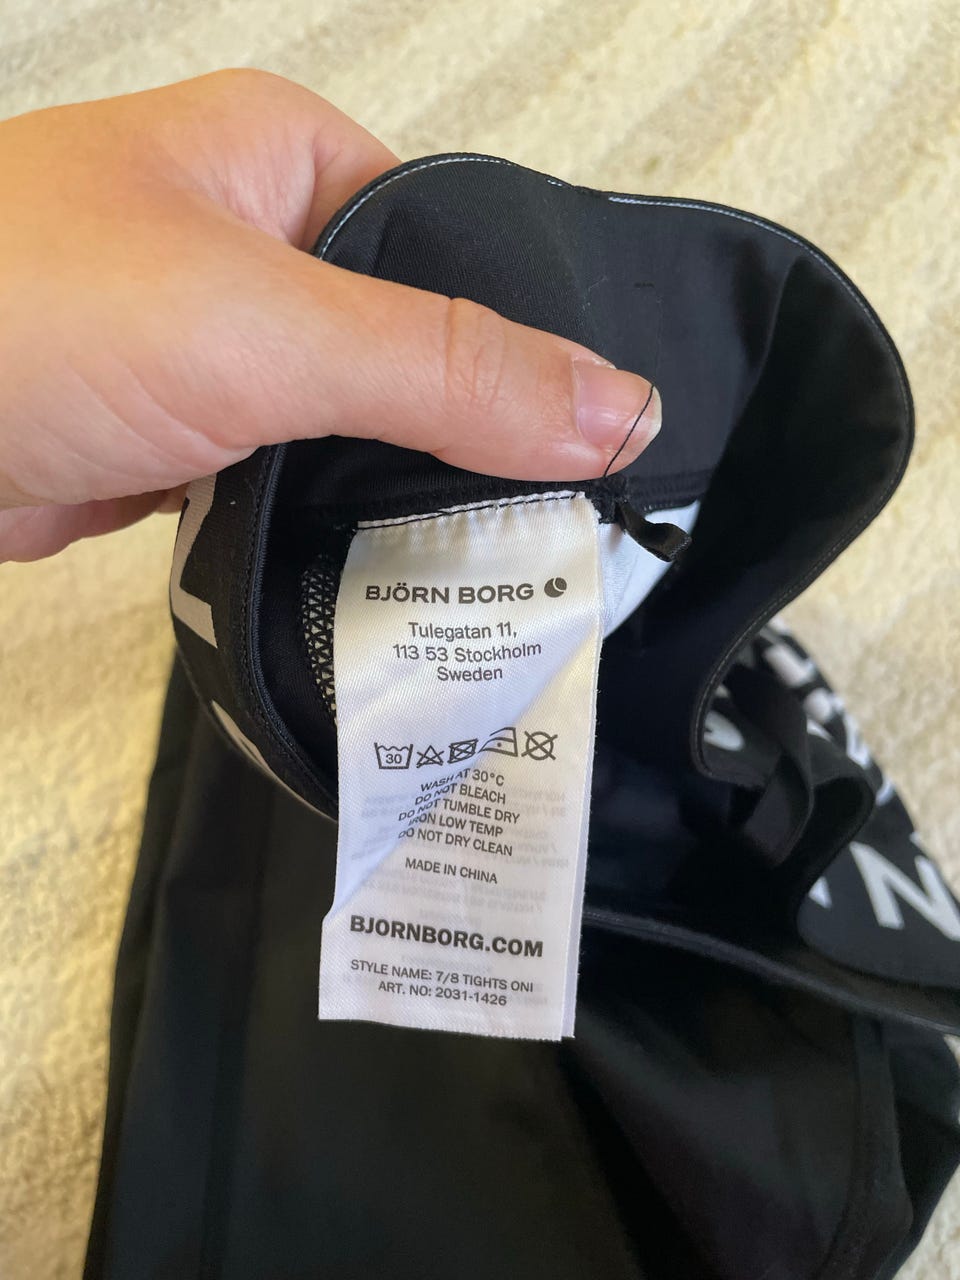 BJÖRN BORG
Tulegatan 11,
113 53 Stockholm
Sweden
30
WASH AT 30°C
DO NOT BLEACH
DO NOT TUMBLE DRY
IRON LOW TEMP
DO NOT DRY CLEAN
MADE IN CHINA
BJORNBORG.COM
STYLE NAME: 7/8 TIGHTS ONI
ART. NO: 2031-1426
N